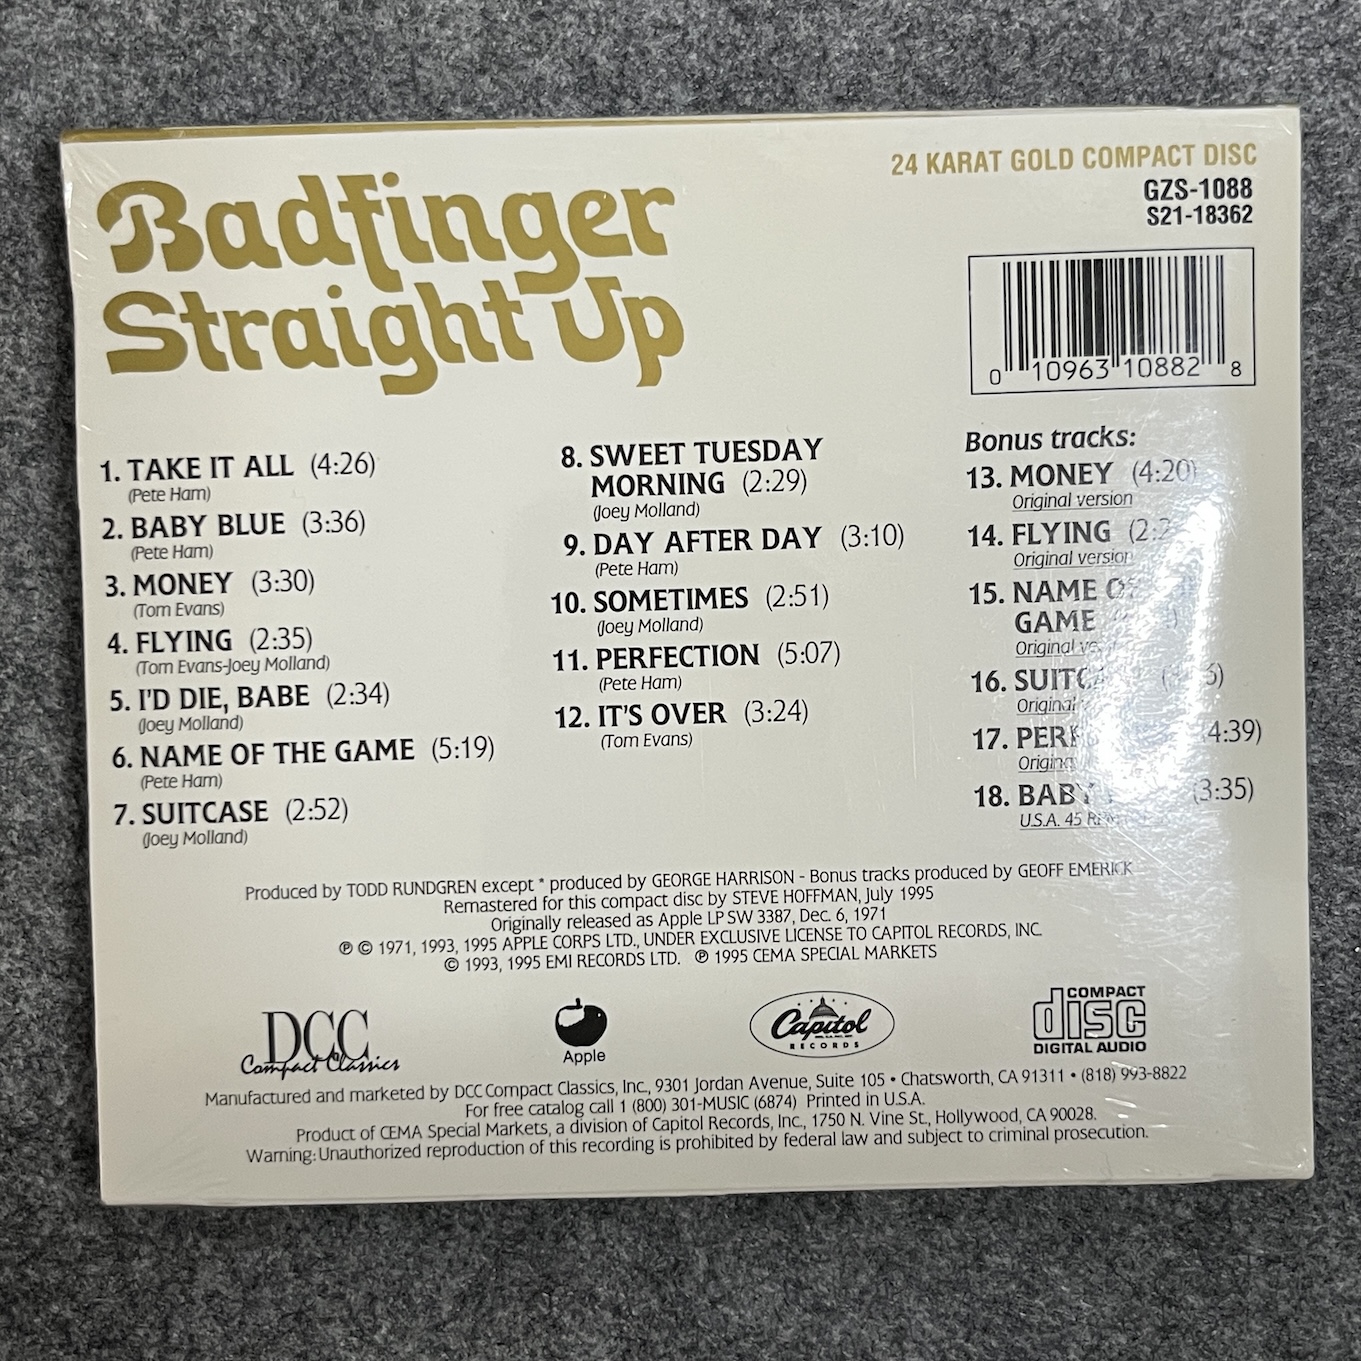 Badfinger
Straight Up
24 KARAT GOLD COMPACT DISC
GZS-1088
S21-18362
0 10963 10882 8
1. TAKE IT ALL (4:26)
(Pete Ham)
2. BABY BLUE (3:36)
(Pete Ham)
3. MONEY (3:30)
(Tom Evans)
4. FLYING (2:35)
(Tom Evans-Joey Molland)
5. I'D DIE, BABE (2:34)
(Joey Molland)
6. NAME OF THE GAME (5:19)
(Pete Ham)
7. SUITCASE (2:52)
(Joey Molland)
8. SWEET TUESDAY
MORNING (2:29)
(Joey Molland)
9. DAY AFTER DAY (3:10)
(Pete Ham)
10. SOMETIMES (2:51)
(Joey Molland)
11. PERFECTION (5:07)
(Pete Ham)
12. IT'S OVER (3:24)
(Tom Evans)
Bonus tracks:
13. MONEY (4:20)
Original version
14. FLYING
Original version
15. NAME
GAME
Original
16.
Original
17. (4:39)
18. (3:35)
U.S.A. 45
Produced by TODD RUNDGREN except * produced by GEORGE HARRISON - Bonus tracks produced by GEOFF EMERICK
Remastered for this compact disc by STEVE HOFFMAN, July 1995
Originally released as Apple LP SW 3387, Dec. 6, 1971
℗ © 1971, 1993, 1995 APPLE CORPS LTD., UNDER EXCLUSIVE LICENSE TO CAPITOL RECORDS, INC.
© 1993, 1995 EMI RECORDS LTD. ℗ 1995 CEMA SPECIAL MARKETS
DCC
Compact Classics
Apple
Capitol
RECORDS
COMPACT
disc
DIGITAL AUDIO
Manufactured and marketed by DCC Compact Classics, Inc., 9301 Jordan Avenue, Suite 105 • Chatsworth, CA 91311 • (818) 993-8822
For free catalog call 1 (800) 301-MUSIC (6874) Printed in U.S.A.
Product of CEMA Special Markets, a division of Capitol Records, Inc., 1750 N. Vine St., Hollywood, CA 90028.
Warning: Unauthorized reproduction of this recording is prohibited by federal law and subject to criminal prosecution.